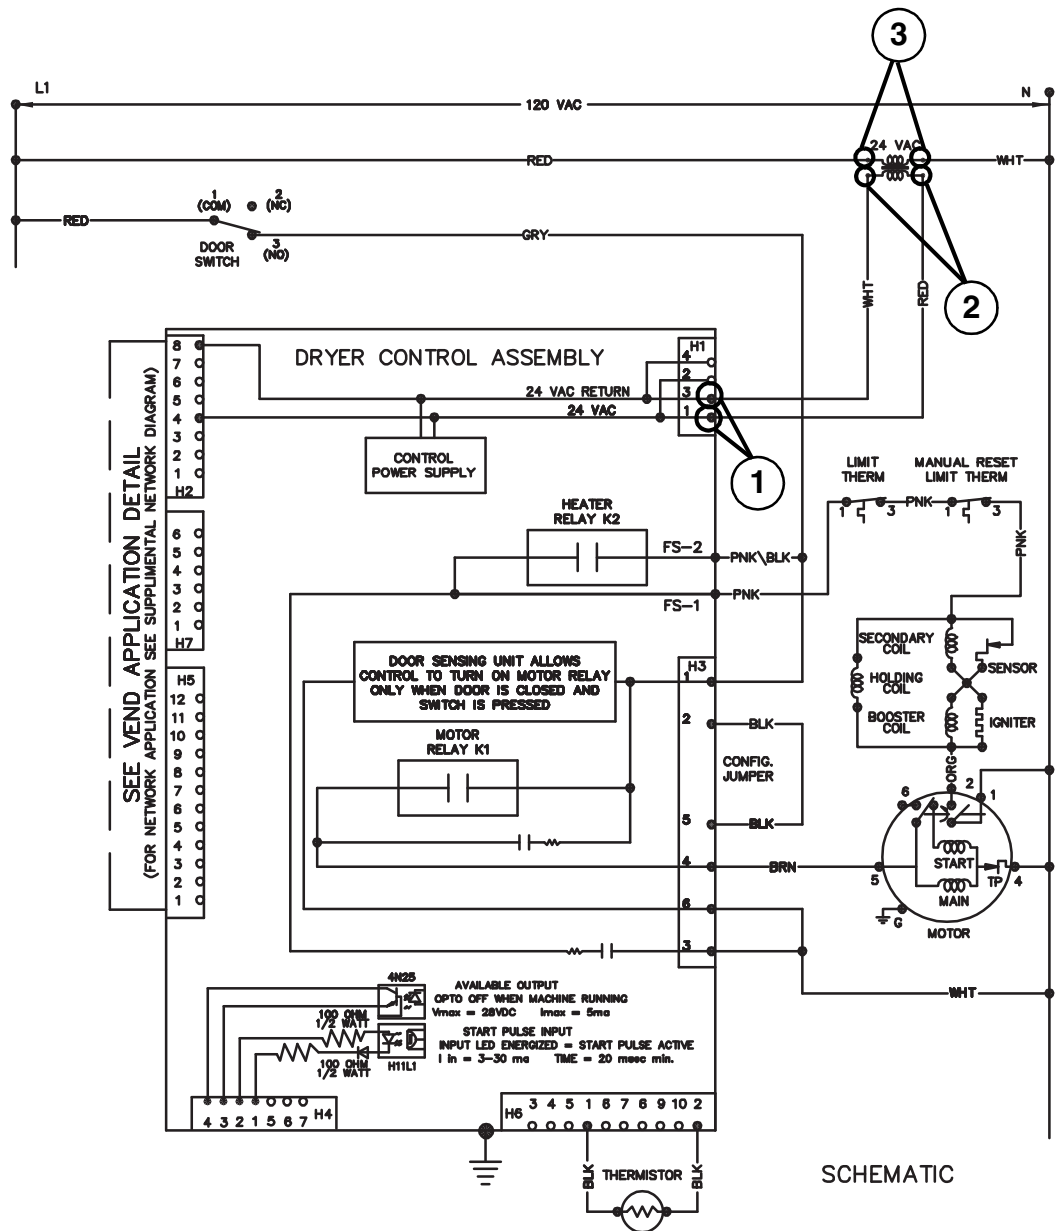 3
L1
N
120 VAC
24 VAC
RED
WHT
1
(COM)
2
(NC)
RED
3
(NO)
DOOR
SWITCH
GRY
WHT
RED
2
DRYER CONTROL ASSEMBLY
8
7
6
5
4
3
2
1
H2
H1
4
2
3
1
24 VAC RETURN
24 VAC
CONTROL
POWER SUPPLY
1
SEE VEND APPLICATION DETAIL
(FOR NETWORK APPLICATION SEE SUPPLIMENTAL NETWORK DIAGRAM)
LIMIT
THERM
MANUAL RESET
LIMIT THERM
1
3
PNK
1
3
PNK
HEATER
RELAY K2
FS-2
PNK\BLK
FS-1
PNK
6
5
4
3
2
1
H7
SECONDARY
COIL
SENSOR
HOLDING
COIL
BOOSTER
COIL
IGNITER
ORG
DOOR SENSING UNIT ALLOWS
CONTROL TO TURN ON MOTOR RELAY
ONLY WHEN DOOR IS CLOSED AND
SWITCH IS PRESSED
H3
1
2
BLK
MOTOR
RELAY K1
CONFIG.
JUMPER
5
BLK
4
BRN
6
3
H5
12
11
10
9
8
7
6
5
4
3
2
1
6
2
1
START
MAIN
TP
5
4
G
MOTOR
WHT
4N25
AVAILABLE OUTPUT
OPTO OFF WHEN MACHINE RUNNING
Vmax = 28VDC Imax = 5ma
100 OHM
1/2 WATT
START PULSE INPUT
INPUT LED ENERGIZED = START PULSE ACTIVE
I in = 3-30 ma TIME = 20 msec min.
H11L1
100 OHM
1/2 WATT
4 3 2 1 5 6 7
H4
H6
3 4 5 1 6 7 8 9 10 2
BLK
THERMISTOR
BLK
SCHEMATIC